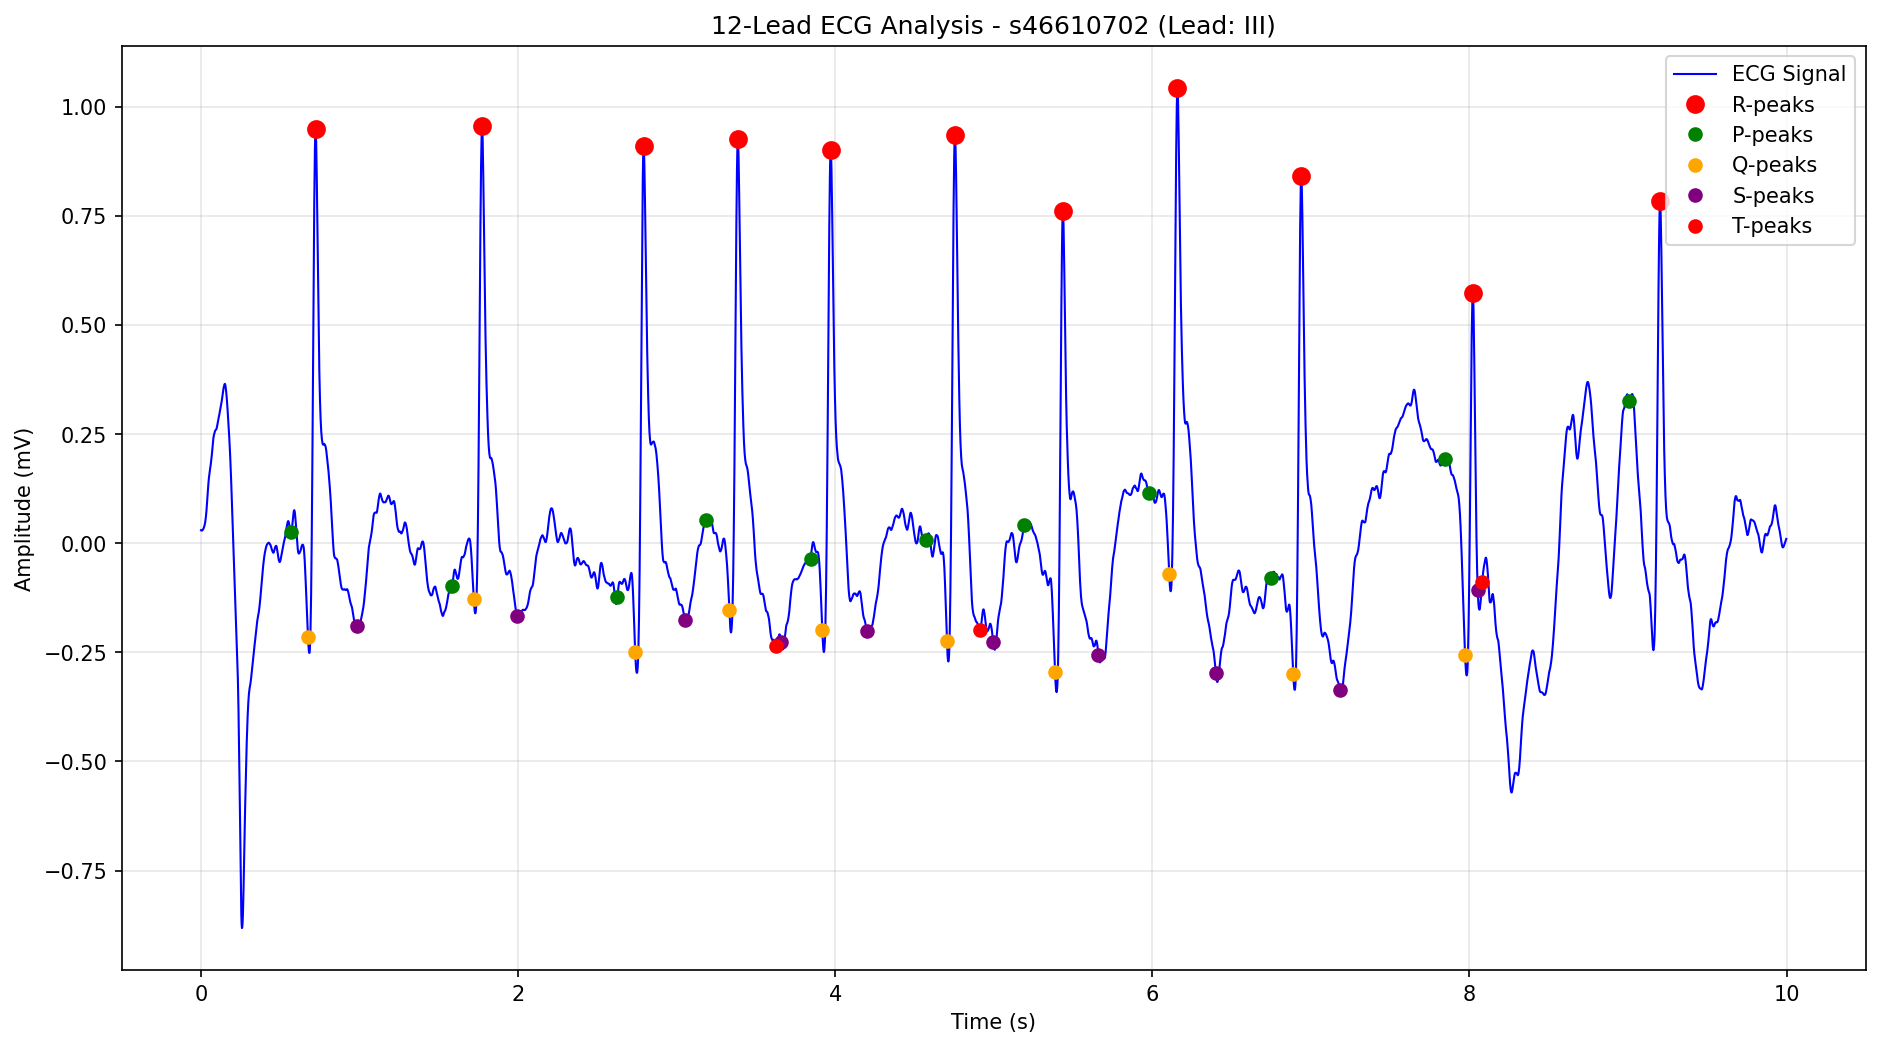 12-Lead ECG Analysis - s46610702 (Lead: III)
ECG Signal
R-peaks
P-peaks
Q-peaks
S-peaks
T-peaks
Amplitude (mV)
1.00
0.75
0.50
0.25
0.00
−0.25
−0.50
−0.75
0 2 4 6 8 10
Time (s)